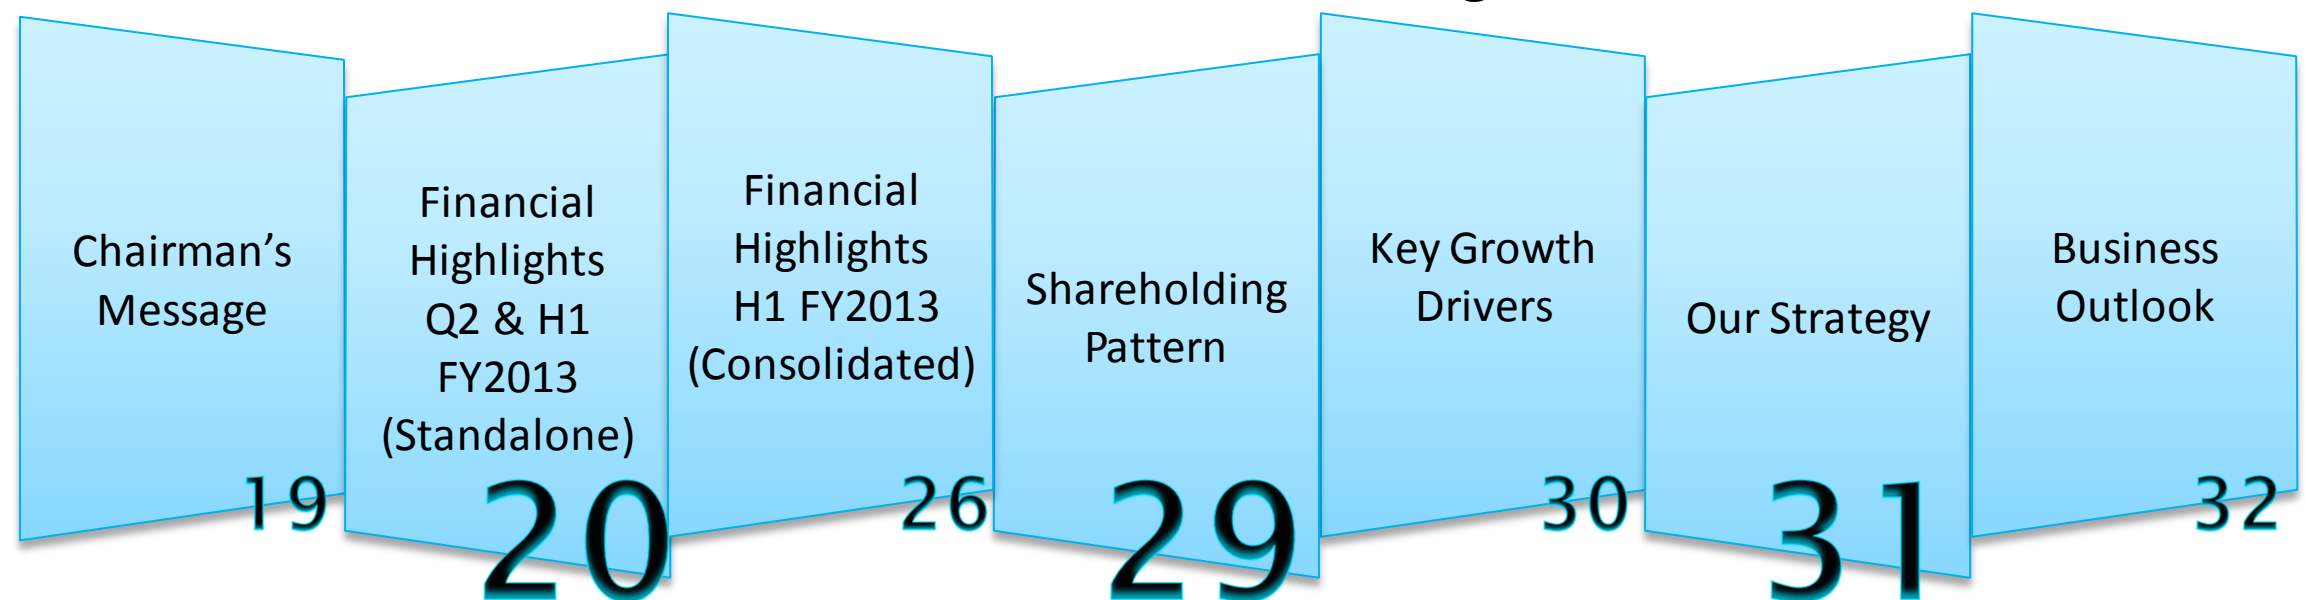 Chairman’s
Message
19
Financial
Highlights
Q2 & H1
FY2013
(Standalone)
20
Financial
Highlights
H1 FY2013
(Consolidated)
26
Shareholding
Pattern
29
Key Growth
Drivers
30
Our Strategy
31
Business
Outlook
32